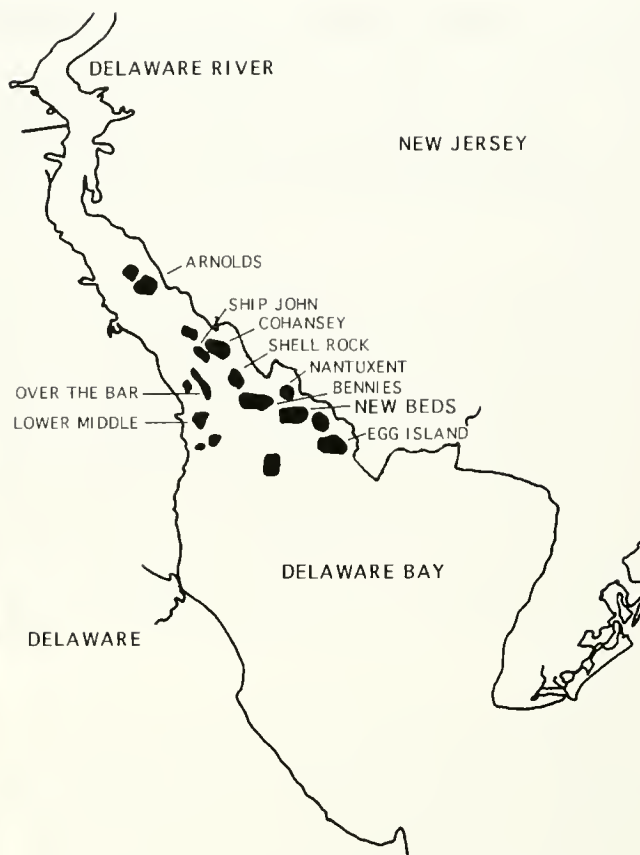 DELAWARE RIVER
NEW JERSEY
ARNOLDS
SHIP JOHN
COHANSEY
SHELL ROCK
NANTUXENT
BENNIES
OVER THE BAR
NEW BEDS
LOWER MIDDLE
EGG ISLAND
DELAWARE BAY
DELAWARE